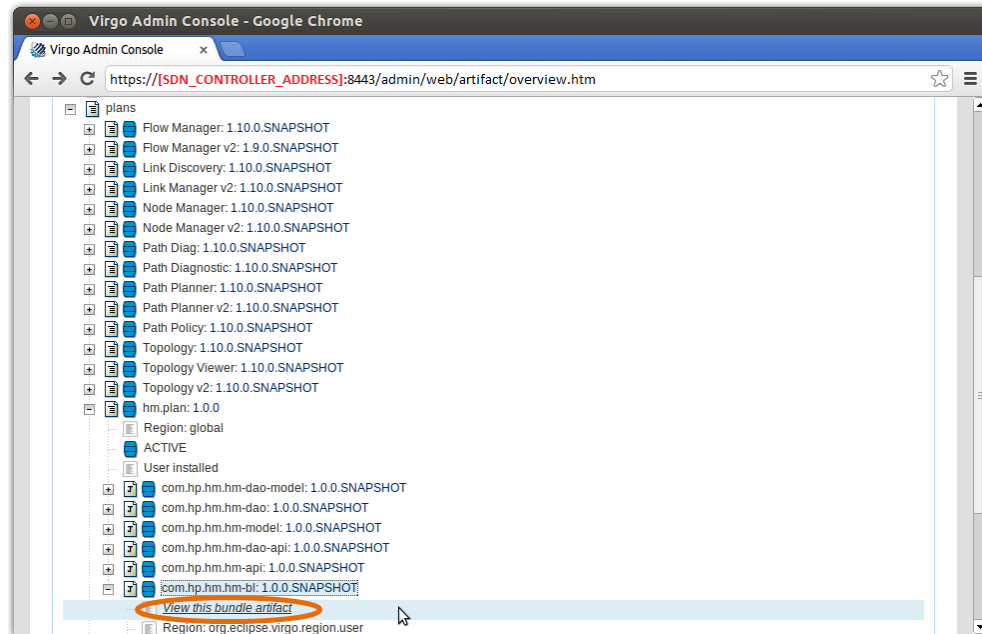 Virgo Admin Console - Google Chrome
Virgo Admin Console
https://[SDN_CONTROLLER_ADDRESS]:8443/admin/web/artifact/overview.htm
plans
Flow Manager: 1.10.0.SNAPSHOT
Flow Manager v2: 1.9.0.SNAPSHOT
Link Discovery: 1.10.0.SNAPSHOT
Link Manager v2: 1.10.0.SNAPSHOT
Node Manager: 1.10.0.SNAPSHOT
Node Manager v2: 1.10.0.SNAPSHOT
Path Diag: 1.10.0.SNAPSHOT
Path Diagnostic: 1.10.0.SNAPSHOT
Path Planner: 1.10.0.SNAPSHOT
Path Planner v2: 1.10.0.SNAPSHOT
Path Policy: 1.10.0.SNAPSHOT
Topology: 1.10.0.SNAPSHOT
Topology Viewer: 1.10.0.SNAPSHOT
Topology v2: 1.10.0.SNAPSHOT
hm.plan: 1.0.0
Region: global
ACTIVE
User installed
com.hp.hm.hm-dao-model: 1.0.0.SNAPSHOT
com.hp.hm.hm-dao: 1.0.0.SNAPSHOT
com.hp.hm.hm-model: 1.0.0.SNAPSHOT
com.hp.hm.hm-dao-api: 1.0.0.SNAPSHOT
com.hp.hm.hm-api: 1.0.0.SNAPSHOT
com.hp.hm.hm-bl: 1.0.0.SNAPSHOT
View this bundle artifact
Region: org.eclipse.virgo.region.user